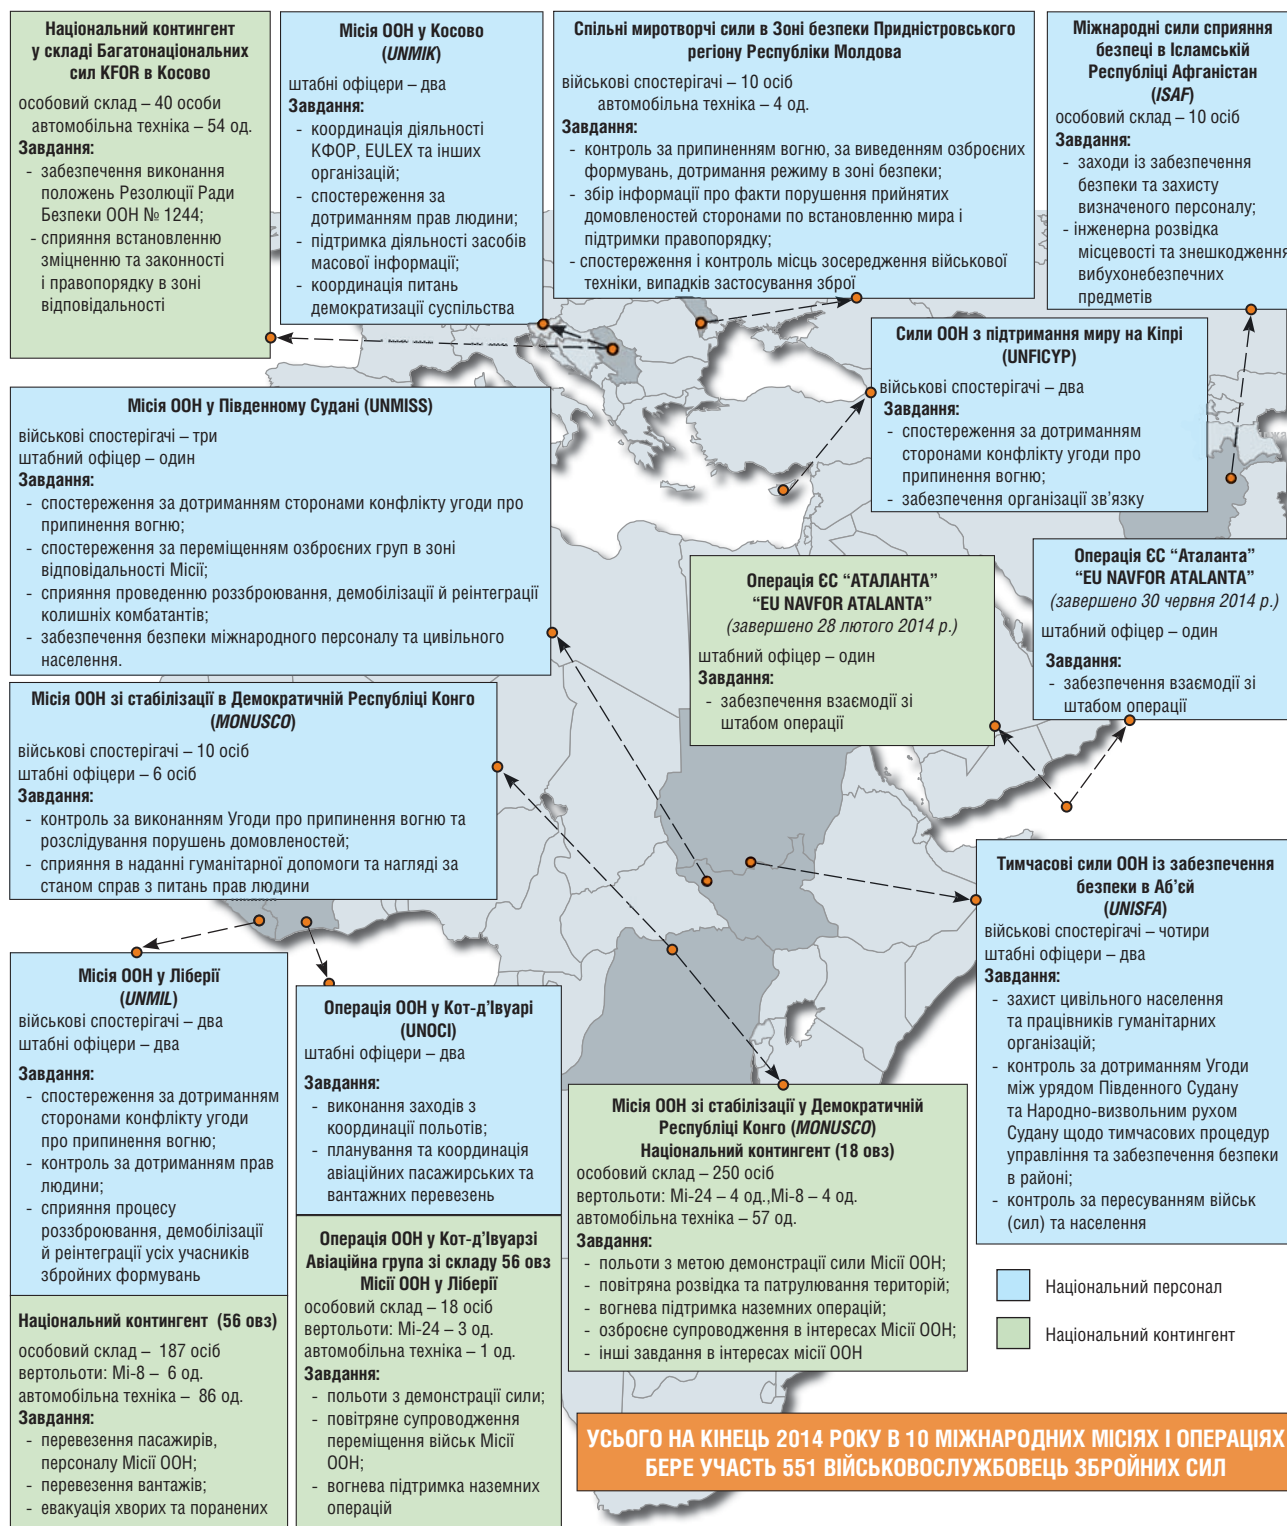 Національний контингент
у складі Багатонаціональних
сил KFOR в Косово
особовий склад – 40 особи
автомобільна техніка – 54 од.
Завдання:
- забезпечення виконання
положень Резолюції Ради
Безпеки ООН № 1244;
- сприяння встановленню
зміцненню та законності
і правопорядку в зоні
відповідальності
Місія ООН у Косово
(UNMIK)
штабні офіцери – два
Завдання:
- координація діяльності
КФОР, EULEX та інших
організацій;
- спостереження за
дотриманням прав людини;
- підтримка діяльності засобів
масової інформації;
- координація питань
демократизації суспільства
Спільні миротворчі сили в Зоні безпеки Придністровського
регіону Республіки Молдова
військові спостерігачі – 10 осіб
автомобільна техніка – 4 од.
Завдання:
- контроль за припиненням вогню, за виведенням озброєних
формувань, дотримання режиму в зоні безпеки;
- збір інформації про факти порушення прийнятих
домовленостей сторонами по встановленню мира і
підтримки правопорядку;
- спостереження і контроль місць зосередження військової
техніки, випадків застосування зброї
Міжнародні сили сприяння
безпеці в Ісламській
Республіці Афганістан
(ISAF)
особовий склад – 10 осіб
Завдання:
- заходи із забезпечення
безпеки та захисту
визначеного персоналу;
- інженерна розвідка
місцевості та знешкодження
вибухонебезпечних
предметів
Сили ООН з підтримання миру на Кіпрі
(UNFICYP)
військові спостерігачі – два
Завдання:
- спостереження за дотриманням
сторонами конфлікту угоди про
припинення вогню;
- забезпечення організації зв’язку
Місія ООН у Південному Судані (UNMISS)
військові спостерігачі – три
штабний офіцер – один
Завдання:
- спостереження за дотриманням сторонами конфлікту угоди про
припинення вогню;
- спостереження за переміщенням озброєних груп в зоні
відповідальності Місії;
- сприяння проведенню роззброювання, демобілізації й реінтеграції
колишніх комбатантів;
- забезпечення безпеки міжнародного персоналу та цивільного
населення.
Операція ЄС “АТАЛАНТА”
“EU NAVFOR ATALANTA”
(завершено 28 лютого 2014 р.)
штабний офіцер – один
Завдання:
- забезпечення взаємодії зі
штабом операції
Операція ЄС “Аталанта”
“EU NAVFOR ATALANTA”
(завершено 30 червня 2014 р.)
штабний офіцер – один
Завдання:
- забезпечення взаємодії зі
штабом операції
Місія ООН зі стабілізації в Демократичній Республіці Конго
(MONUSCO)
військові спостерігачі – 10 осіб
штабні офіцери – 6 осіб
Завдання:
- контроль за виконанням Угоди про припинення вогню та
розслідування порушень домовленостей;
- сприяння в наданні гуманітарної допомоги та нагляді за
станом справ з питань прав людини
Тимчасові сили ООН із забезпечення
безпеки в Аб’єй
(UNISFA)
військові спостерігачі – чотири
штабні офіцери – два
Завдання:
- захист цивільного населення
та працівників гуманітарних
організацій;
- контроль за дотриманням Угоди
між урядом Південного Судану
та Народно-визвольним рухом
Судану щодо тимчасових процедур
управління та забезпечення безпеки
в районі;
- контроль за пересуванням військ
(сил) та населення
Місія ООН у Ліберії
(UNMIL)
військові спостерігачі – два
штабні офіцери – два
Завдання:
- спостереження за дотриманням
сторонами конфлікту угоди
про припинення вогню;
- контроль за дотриманням прав
людини;
- сприяння процесу
роззброювання, демобілізації
й реінтеграції усіх учасників
збройних формувань
Операція ООН у Кот-д’Івуарі
(UNOCI)
штабні офіцери – два
Завдання:
- виконання заходів з
координації польотів;
- планування та координація
авіаційних пасажирських та
вантажних перевезень
Місія ООН зі стабілізації у Демократичній
Республіці Конго (MONUSCO)
Національний контингент (18 овз)
особовий склад – 250 осіб
вертольоти: Мі-24 – 4 од.,Мі-8 – 4 од.
автомобільна техніка – 57 од.
Завдання:
- польоти з метою демонстрації сили Місії ООН;
- повітряна розвідка та патрулювання територій;
- вогнева підтримка наземних операцій;
- озброєне супроводження в інтересах Місії ООН;
- інші завдання в інтересах місії ООН
Національний контингент (56 овз)
особовий склад – 187 осіб
вертольоти: Мі-8 – 6 од.
автомобільна техніка – 86 од.
Завдання:
- перевезення пасажирів,
персоналу Місії ООН;
- перевезення вантажів;
- евакуація хворих та поранених
Операція ООН у Кот-д’Івуарзі
Авіаційна група зі складу 56 овз
Місії ООН у Ліберії
особовий склад – 18 осіб
вертольоти: Мі-24 – 3 од.
автомобільна техніка – 1 од.
Завдання:
- польоти з демонстрації сили;
- повітряне супроводження
переміщення військ Місії
ООН;
- вогнева підтримка наземних
операцій
Національний персонал
Національний контингент
УСЬОГО НА КІНЕЦЬ 2014 РОКУ В 10 МІЖНАРОДНИХ МІСІЯХ І ОПЕРАЦІЯХ
БЕРЕ УЧАСТЬ 551 ВІЙСЬКОВОСЛУЖБОВЕЦЬ ЗБРОЙНИХ СИЛ